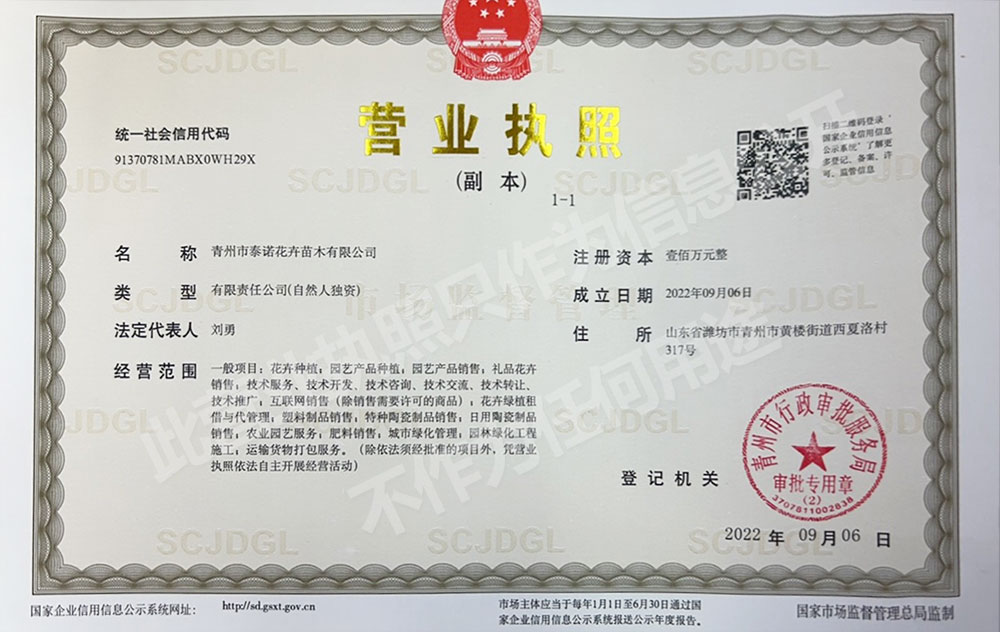 营业执照
(副 本)
1-1
统一社会信用代码
91370781MABX0WH29X
扫描二维码登录‘
国家企业信用信息
公示系统’了解更
多登记、备案、许
可、监管信息
名 称 青州市泰诺花卉苗木有限公司
类 型 有限责任公司(自然人独资)
法定代表人 刘勇
经营范围 一般项目：花卉种植；园艺产品种植；园艺产品销售；礼品花卉
销售；技术服务、技术开发、技术咨询、技术交流、技术转让、
技术推广；互联网销售（除销售需要许可的商品）；花卉绿植租
借与代管理；塑料制品销售；特种陶瓷制品销售；日用陶瓷制品
销售；农业园艺服务；肥料销售；城市绿化管理；园林绿化工程
施工；运输货物打包服务。（除依法须经批准的项目外，凭营业
执照依法自主开展经营活动）
注册资本 壹佰万元整
成立日期 2022年09月06日
住 所 山东省潍坊市青州市黄楼街道西夏洛村
317号
登记机关
青州市行政审批服务局
审批专用章
(2)
3707811002838
2022 年 09 月 06 日
国家企业信用信息公示系统网址： http://sd.gsxt.gov.cn
市场主体应当于每年1月1日至6月30日通过国
家企业信用信息公示系统报送公示年度报告。
国家市场监督管理总局监制
SCJDGL
市场监督管理
不作为任何用途